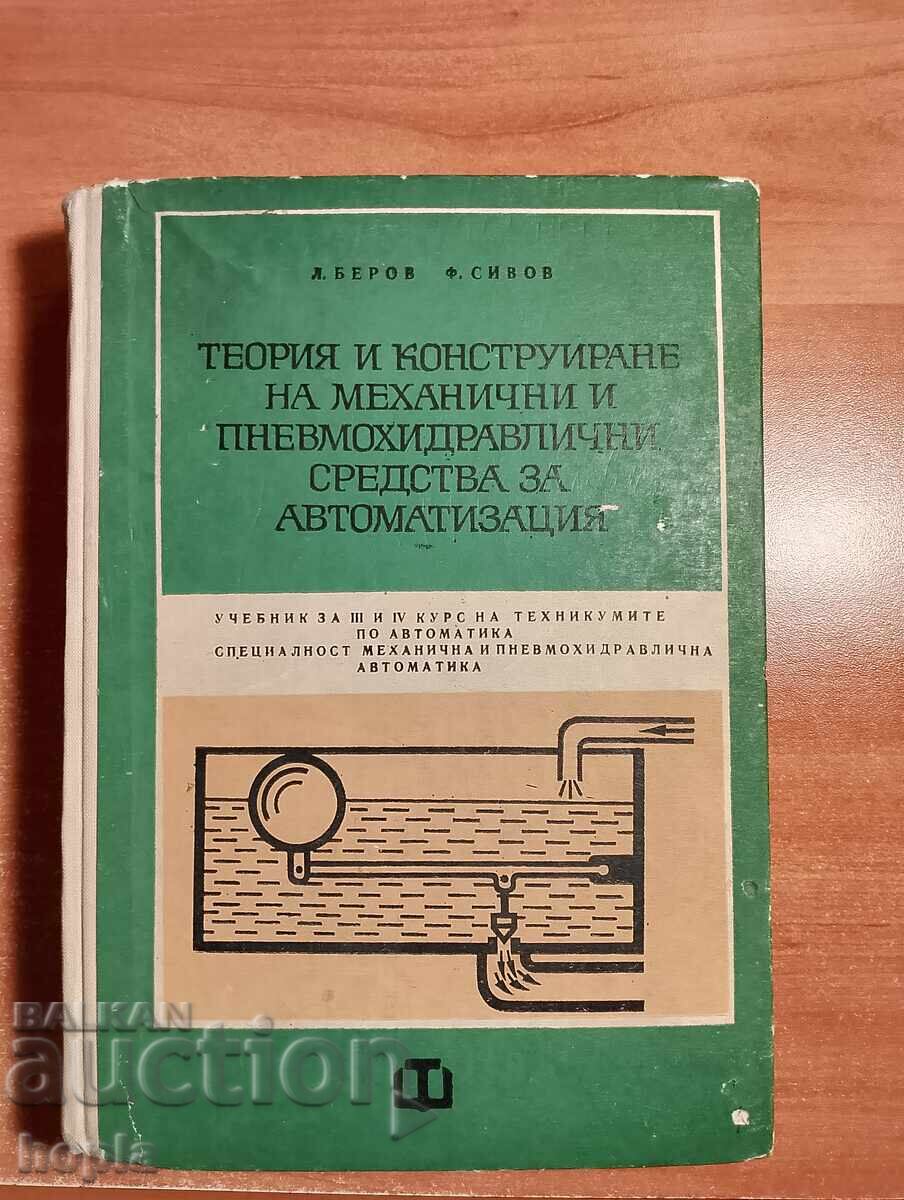 Л. БЕРОВ Ф. СИВОВ
ТЕОРИЯ И КОНСТРУИРАНЕ
НА МЕХАНИЧНИ И
ПНЕВМОХИДРАВЛИЧНИ
СРЕДСТВА ЗА
АВТОМАТИЗАЦИЯ
УЧЕБНИК ЗА III И IV КУРС НА ТЕХНИКУМИТЕ
ПО АВТОМАТИКА
СПЕЦИАЛНОСТ МЕХАНИЧНА И ПНЕВМОХИДРАВЛИЧНА
АВТОМАТИКА
BALKAN
auction
hopla